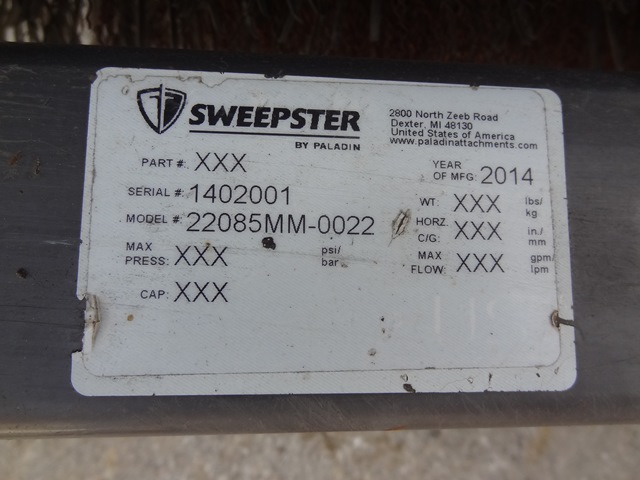 SWEEPSTER
BY PALADIN
2800 North Zeeb Road
Dexter, MI 48130
United States of America
www.paladinattachments.com
PART #: XXX
SERIAL #: 1402001
MODEL #: 22085MM-0022
MAX PRESS: XXX psi/ bar
CAP: XXX
YEAR OF MFG: 2014
WT: XXX lbs/ kg
HORZ. C/G: XXX in./ mm
MAX FLOW: XXX gpm/ lpm